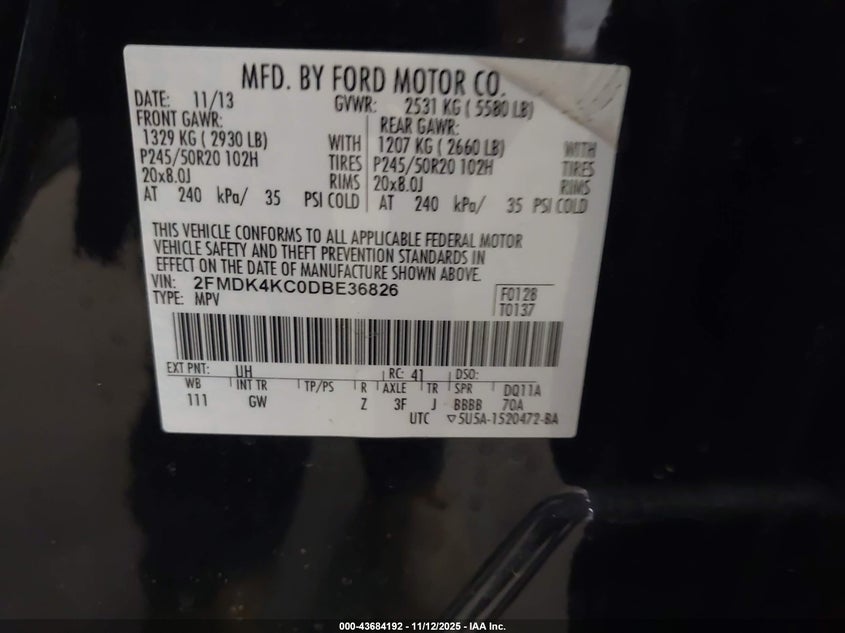 MFD. BY FORD MOTOR CO.
DATE: 11/13 GVWR: 2531 KG ( 5580 LB)
FRONT GAWR: REAR GAWR:
1329 KG ( 2930 LB) WITH 1207 KG ( 2660 LB) WITH
P245/50R20 102H TIRES P245/50R20 102H TIRES
20x8.0J RIMS 20x8.0J RIMS
AT 240 kPa/ 35 PSI COLD AT 240 kPa/ 35 PSI COLD
THIS VEHICLE CONFORMS TO ALL APPLICABLE FEDERAL MOTOR
VEHICLE SAFETY AND THEFT PREVENTION STANDARDS IN
EFFECT ON THE DATE OF MANUFACTURE SHOWN ABOVE.
VIN: 2FMDK4KC0DBE36826 F0128
TYPE: MPV T0137
EXT PNT: UH RC: 41 DSO:
WB INT TR TP/PS R AXLE TR SPR DQ11A
111 GW Z 3F J BBBB 70A
UTC ▽5U5A-1520472-BA
000-43684192 - 11/12/2025 - IAA Inc.